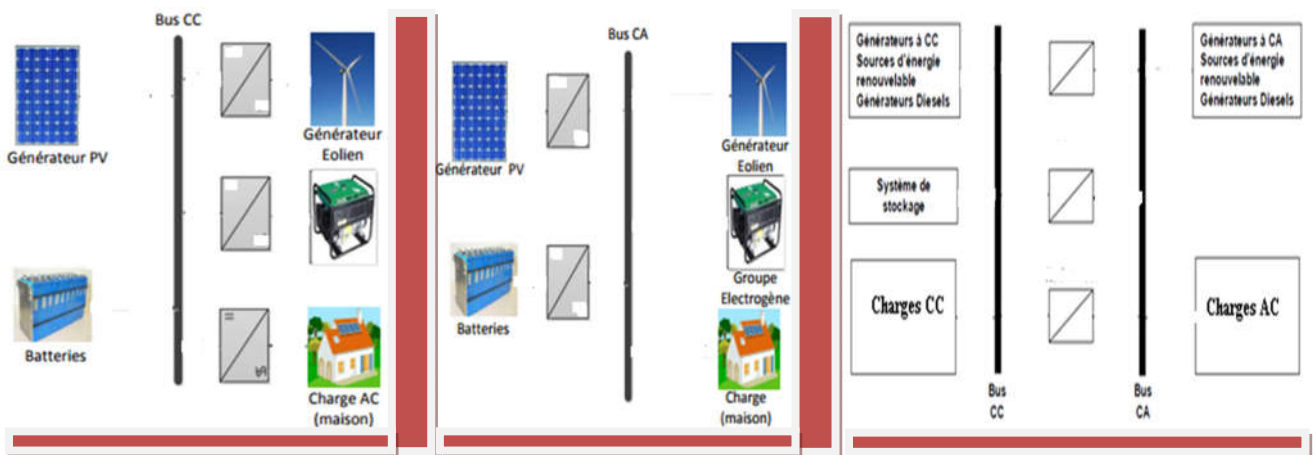 Bus CC
Générateur PV
Générateur
Eolien
Batteries
Charge AC
(maison)
Bus CA
Générateur PV
Générateur
Eolien
Groupe
Electrogène
Batteries
Charge
(maison)
Générateurs à CC
Sources d'énergie
renouvelable
Générateurs Diesels
Générateurs à CA
Sources d'énergie
renouvelable
Générateurs Diesels
Système de
stockage
Charges CC
Charges AC
Bus
CC
Bus
CA